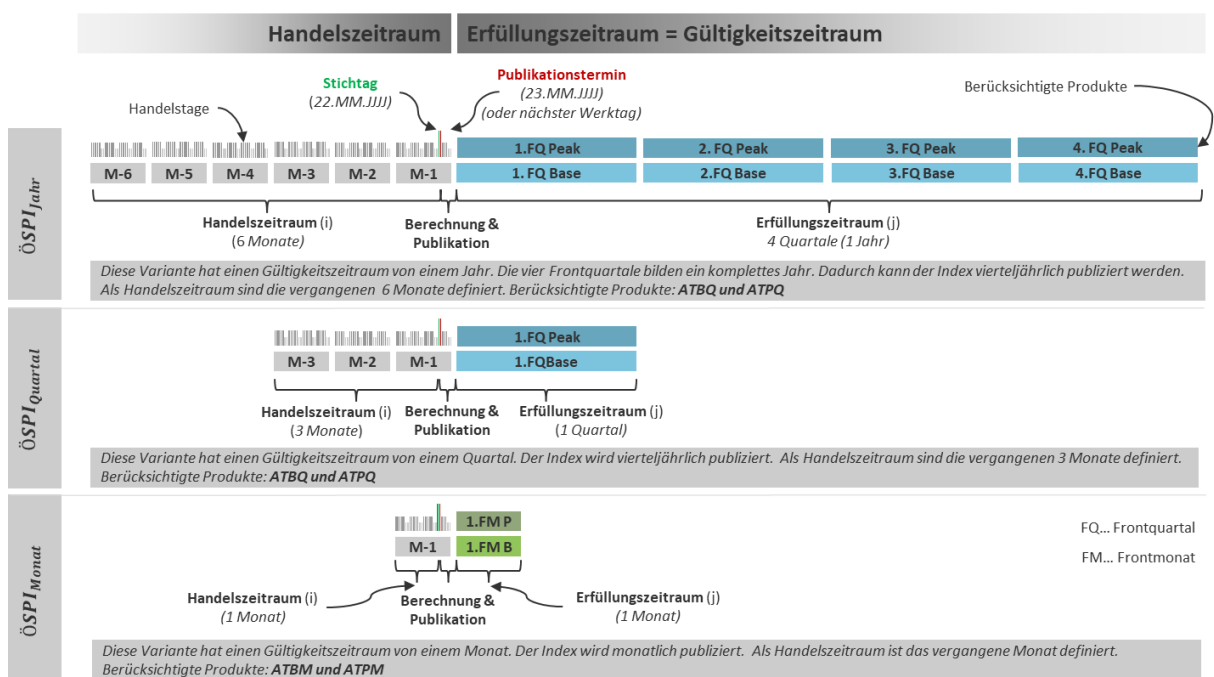 Handelszeitraum
Erfüllungszeitraum = Gültigkeitszeitraum
Stichtag
(22.MM.JJJJ)
Publikationstermin
(23.MM.JJJJ)
(oder nächster Werktag)
Handelstage
Berücksichtigte Produkte
ÖSPI Jahr
1.FQ Peak
2. FQ Peak
3. FQ Peak
4. FQ Peak
M-6
M-5
M-4
M-3
M-2
M-1
1. FQ Base
2.FQ Base
3.FQ Base
4.FQ Base
Handelszeitraum (i)
(6 Monate)
Berechnung &
Publikation
Erfüllungszeitraum (j)
4 Quartale (1 Jahr)
Diese Variante hat einen Gültigkeitszeitraum von einem Jahr. Die vier Frontquartale bilden ein komplettes Jahr. Dadurch kann der Index vierteljährlich publiziert werden.
Als Handelszeitraum sind die vergangenen 6 Monate definiert. Berücksichtigte Produkte: ATBQ und ATPQ
ÖSPI Quartal
1.FQ Peak
M-3
M-2
M-1
1.FQBase
Handelszeitraum (i)
(3 Monate)
Berechnung &
Publikation
Erfüllungszeitraum (j)
(1 Quartal)
Diese Variante hat einen Gültigkeitszeitraum von einem Quartal. Der Index wird vierteljährlich publiziert. Als Handelszeitraum sind die vergangenen 3 Monate definiert.
Berücksichtigte Produkte: ATBQ und ATPQ
ÖSPI Monat
1.FM P
M-1
1.FM B
FQ... Frontquartal
FM... Frontmonat
Handelszeitraum (i)
(1 Monat)
Berechnung &
Publikation
Erfüllungszeitraum (j)
(1 Monat)
Diese Variante hat einen Gültigkeitszeitraum von einem Monat. Der Index wird monatlich publiziert. Als Handelszeitraum ist das vergangene Monat definiert.
Berücksichtigte Produkte: ATBM und ATPM